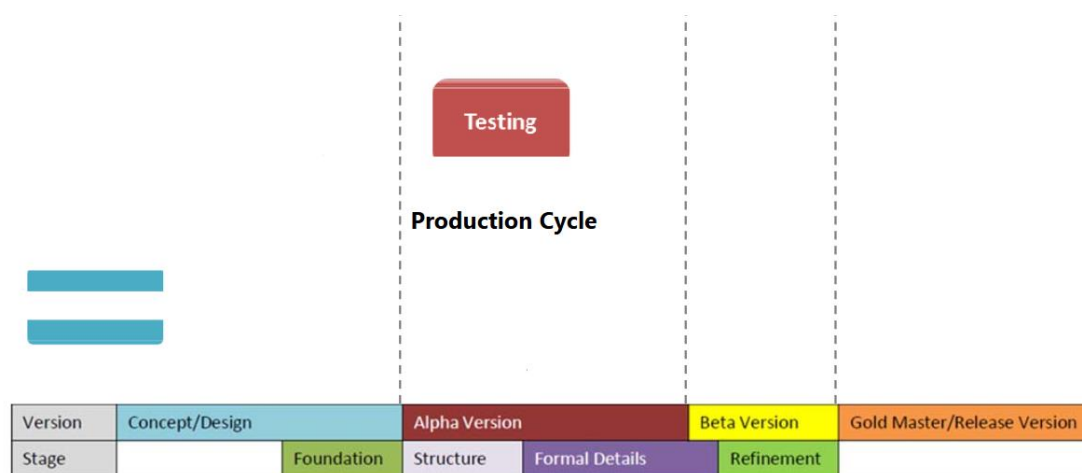 Testing
Production Cycle
Version Concept/Design Alpha Version Beta Version Gold Master/Release Version
Stage Foundation Structure Formal Details Refinement